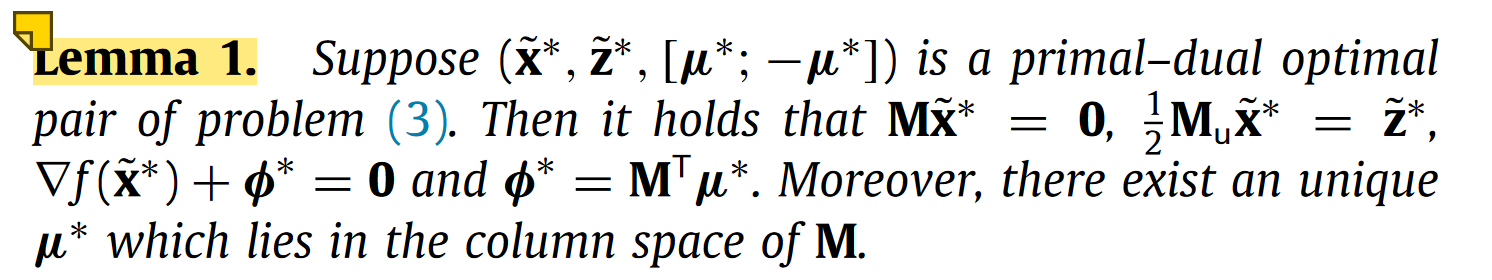 Lemma 1. Suppose (x̃*, z̃*, [μ*; −μ*]) is a primal–dual optimal
pair of problem (3). Then it holds that Mx̃* = 0, ½Mᵤx̃* = z̃*,
∇f(x̃*) + ϕ* = 0 and ϕ* = Mᵀμ*. Moreover, there exist an unique
μ* which lies in the column space of M.